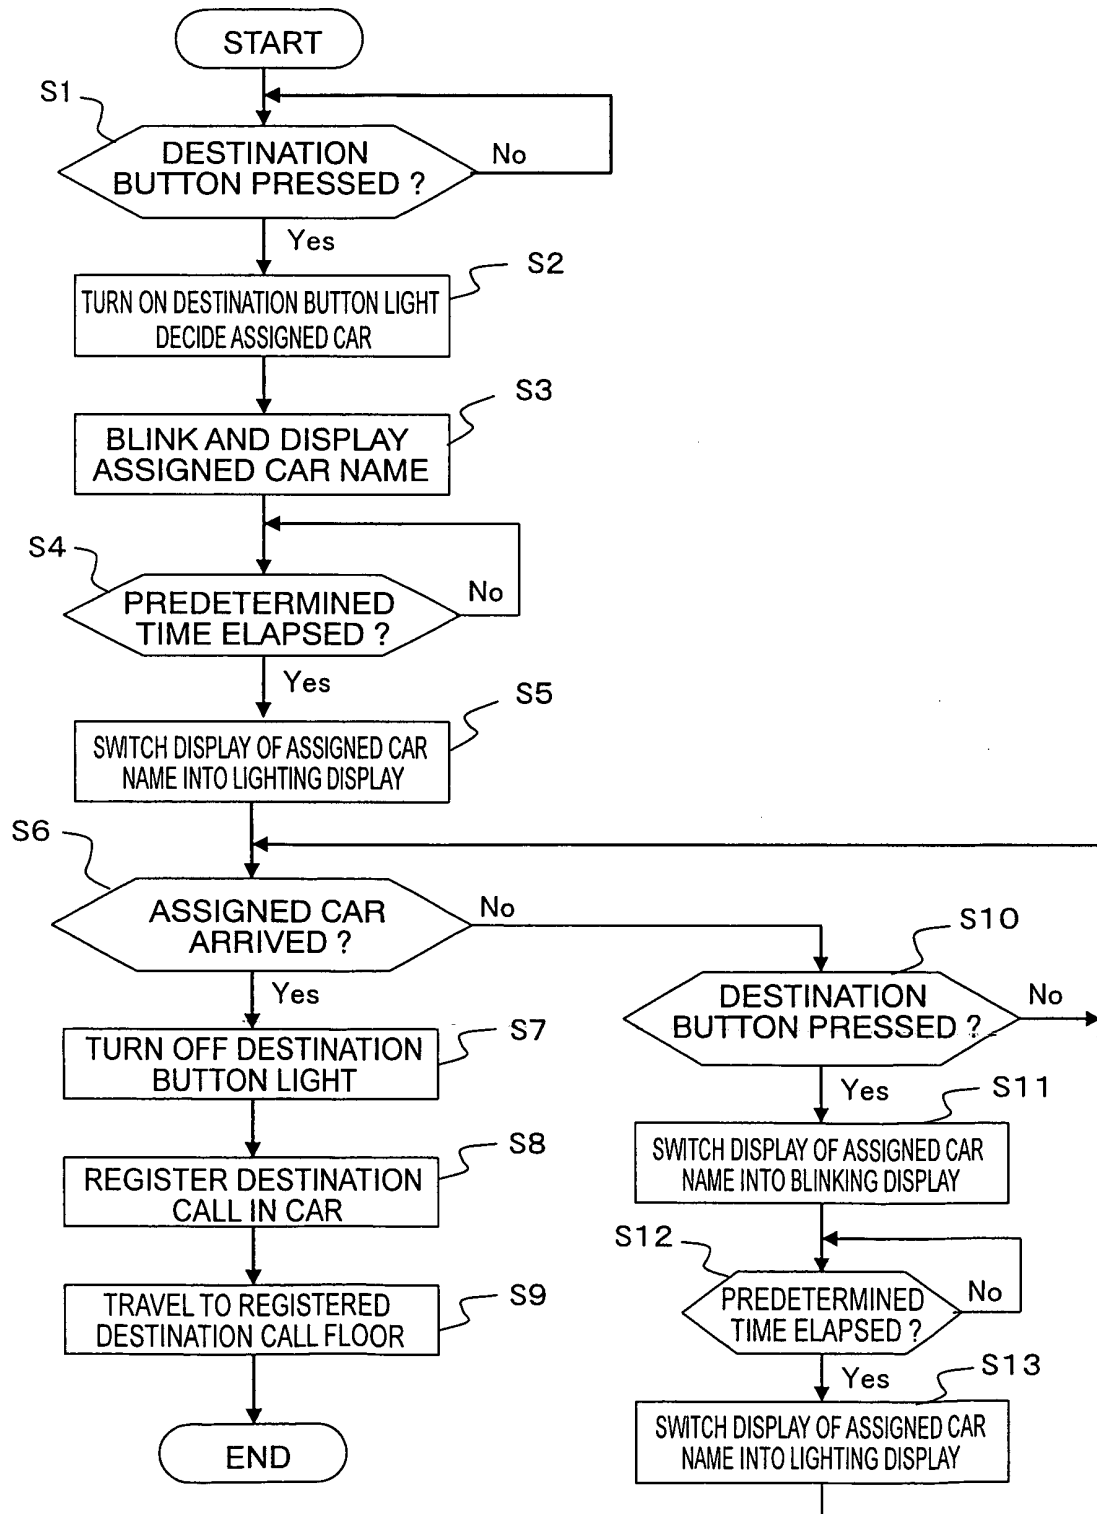 START
S1
DESTINATION
BUTTON PRESSED ?
No
Yes
S2
TURN ON DESTINATION BUTTON LIGHT
DECIDE ASSIGNED CAR
S3
BLINK AND DISPLAY
ASSIGNED CAR NAME
S4
PREDETERMINED
TIME ELAPSED ?
No
Yes
S5
SWITCH DISPLAY OF ASSIGNED CAR
NAME INTO LIGHTING DISPLAY
S6
ASSIGNED CAR
ARRIVED ?
No
Yes
S7
TURN OFF DESTINATION
BUTTON LIGHT
S8
REGISTER DESTINATION
CALL IN CAR
S9
TRAVEL TO REGISTERED
DESTINATION CALL FLOOR
END
S10
DESTINATION
BUTTON PRESSED ?
No
Yes
S11
SWITCH DISPLAY OF ASSIGNED CAR
NAME INTO BLINKING DISPLAY
S12
PREDETERMINED
TIME ELAPSED ?
No
Yes
S13
SWITCH DISPLAY OF ASSIGNED CAR
NAME INTO LIGHTING DISPLAY